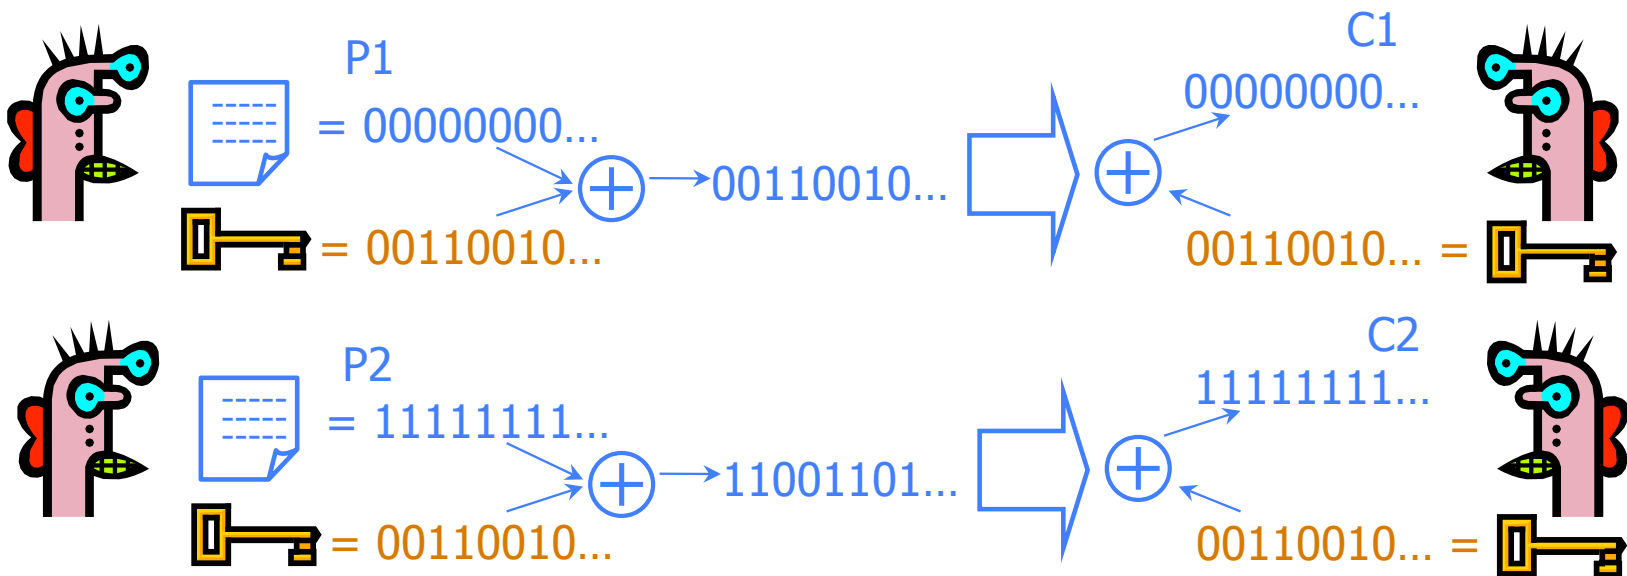 P1 C1
= 00000000... 00000000...
00110010...
= 00110010... 00110010... =
P2 C2
= 11111111... 11111111...
11001101...
= 00110010... 00110010... =